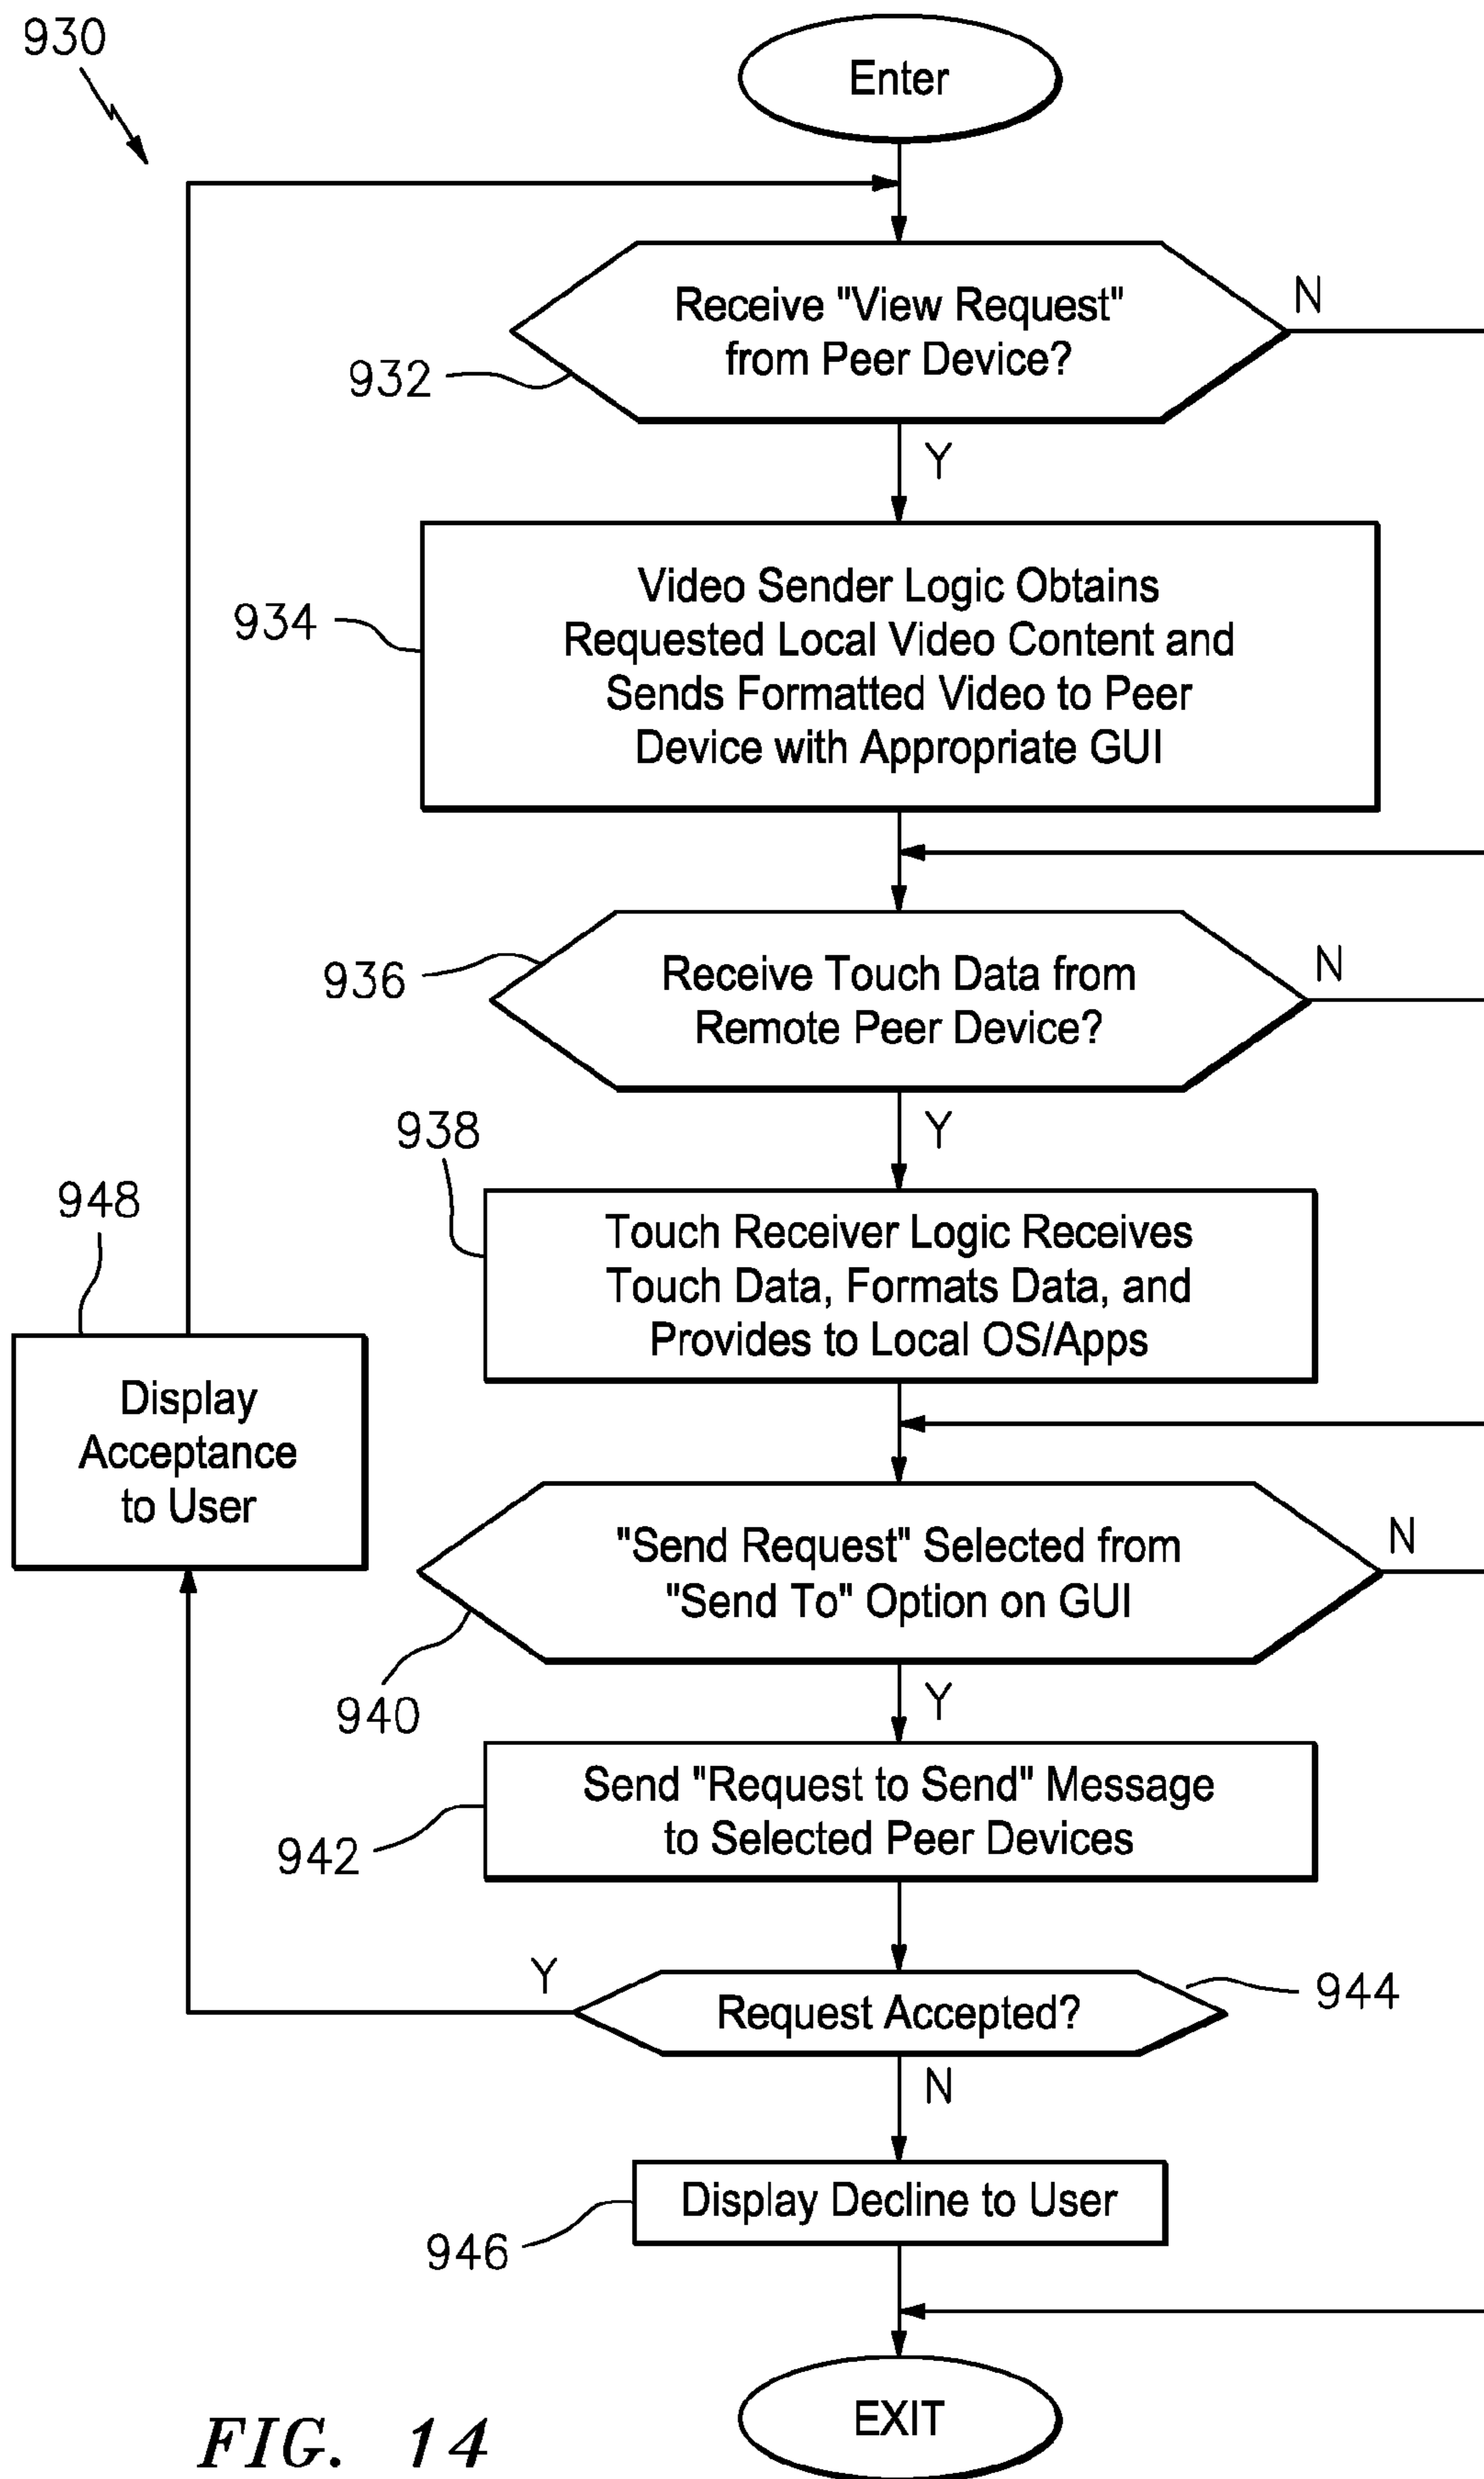 930
Enter
Receive "View Request"
from Peer Device?
N
932
Y
Video Sender Logic Obtains
Requested Local Video Content and
Sends Formatted Video to Peer
Device with Appropriate GUI
934
936
Receive Touch Data from
Remote Peer Device?
N
Y
938
Touch Receiver Logic Receives
Touch Data, Formats Data, and
Provides to Local OS/Apps
948
Display
Acceptance
to User
"Send Request" Selected from
"Send To" Option on GUI
N
940
Y
Send "Request to Send" Message
to Selected Peer Devices
942
Y
Request Accepted?
944
N
Display Decline to User
946
EXIT
FIG. 14